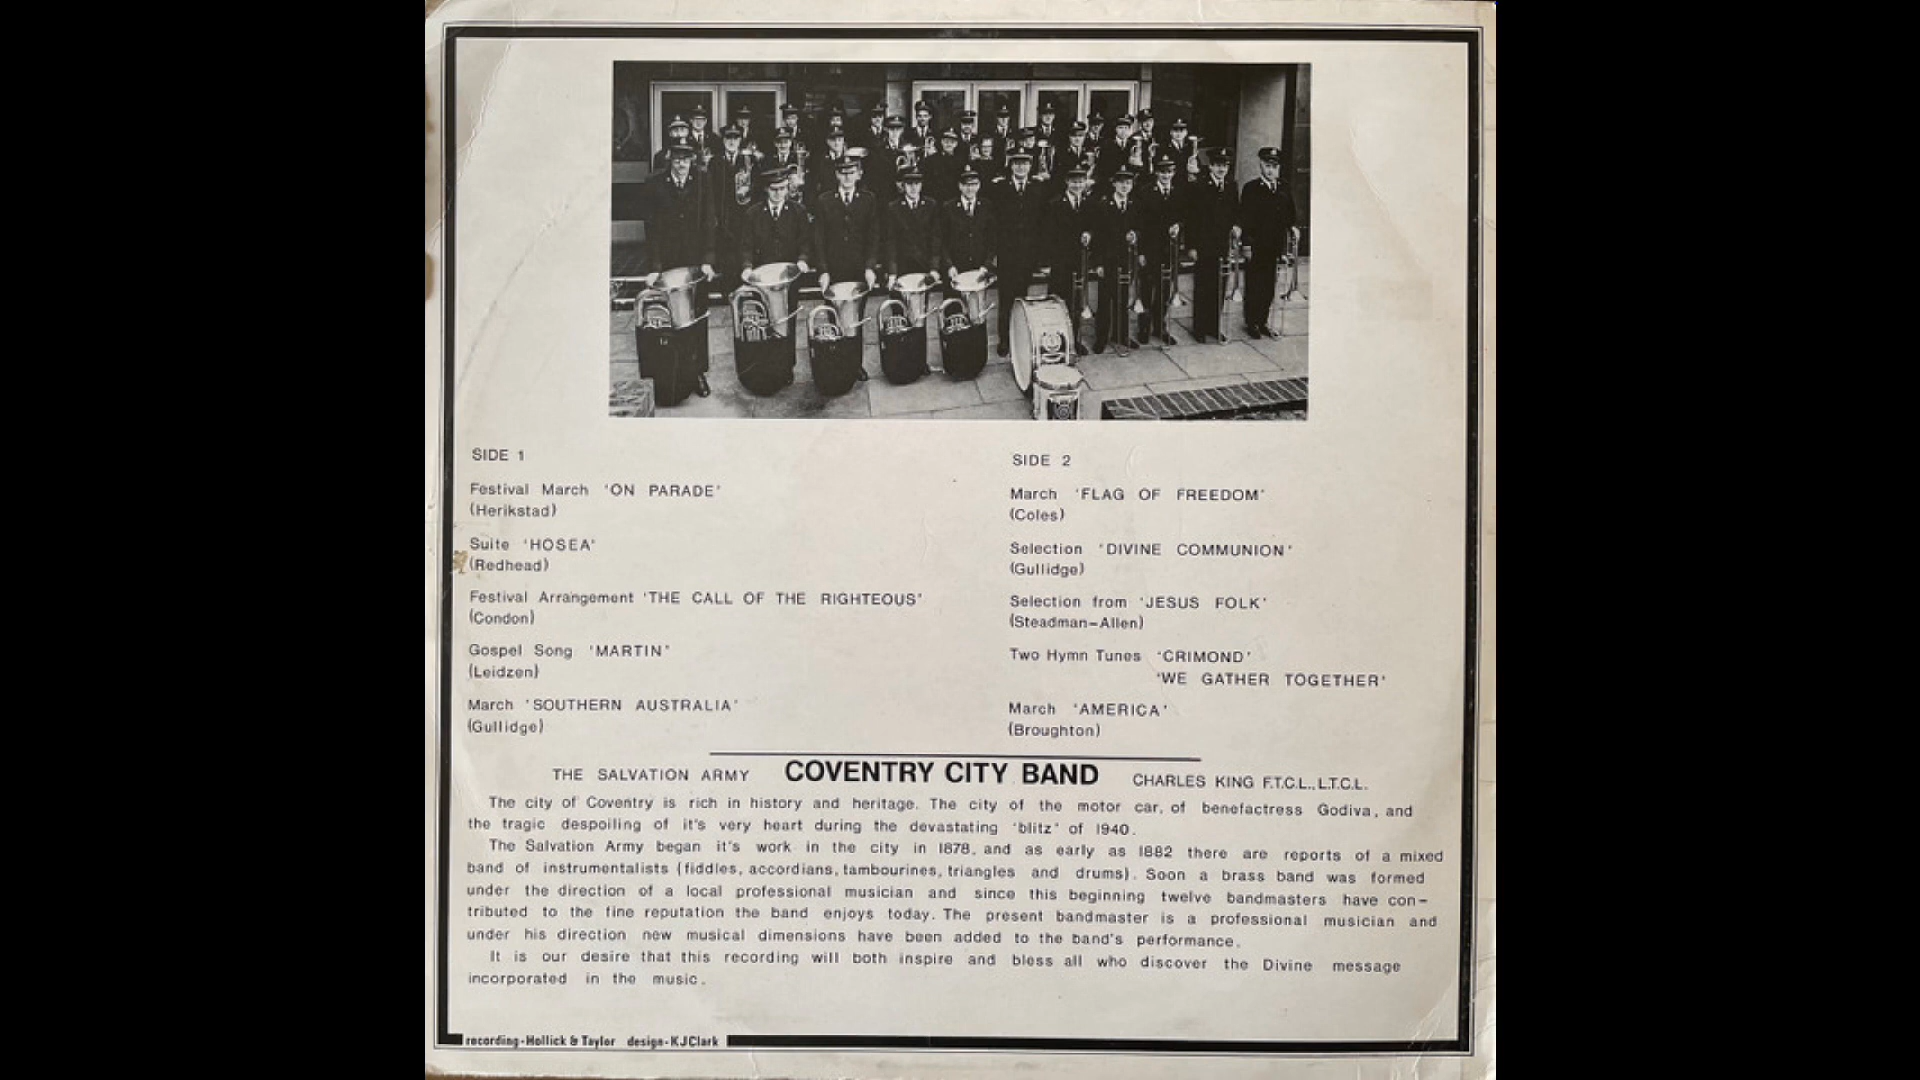 SIDE 1
Festival March 'ON PARADE'
(Herikstad)
Suite 'HOSEA'
(Redhead)
Festival Arrangement 'THE CALL OF THE RIGHTEOUS'
(Condon)
Gospel Song 'MARTIN'
(Leidzen)
March 'SOUTHERN AUSTRALIA'
(Gullidge)
SIDE 2
March 'FLAG OF FREEDOM'
(Coles)
Selection 'DIVINE COMMUNION'
(Gullidge)
Selection from 'JESUS FOLK'
(Steadman-Allen)
Two Hymn Tunes 'CRIMOND'
'WE GATHER TOGETHER'
March 'AMERICA'
(Broughton)
THE SALVATION ARMY COVENTRY CITY BAND CHARLES KING F.T.C.L., L.T.C.L.
The city of Coventry is rich in history and heritage. The city of the motor car, of benefactress Godiva, and
the tragic despoiling of it's very heart during the devastating 'blitz' of 1940.
The Salvation Army began it's work in the city in 1878, and as early as 1882 there are reports of a mixed
band of instrumentalists (fiddles, accordians, tambourines, triangles and drums). Soon a brass band was formed
under the direction of a local professional musician and since this beginning twelve bandmasters have con-
tributed to the fine reputation the band enjoys today. The present bandmaster is a professional musician and
under his direction new musical dimensions have been added to the band's performance.
It is our desire that this recording will both inspire and bless all who discover the Divine message
incorporated in the music.
recording-Hollick & Taylor design-KJClark